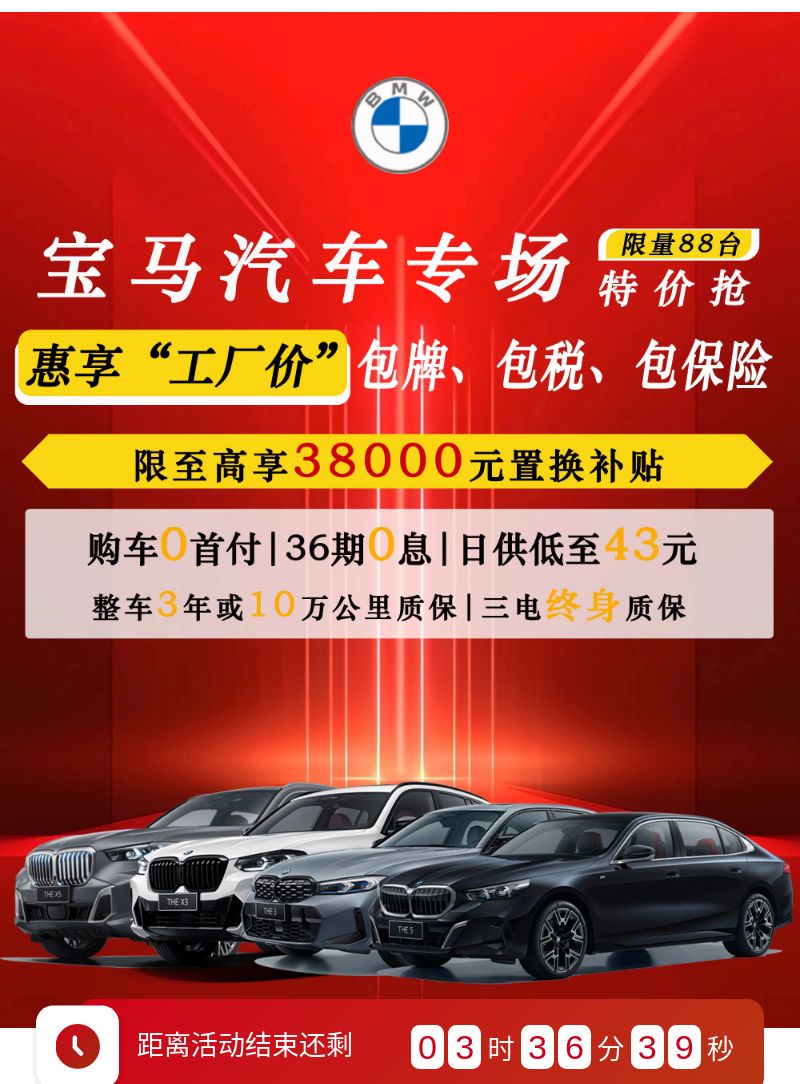 BMW
宝马汽车专场
限量88台
特价抢
惠享“工厂价”包牌、包税、包保险
限至高享38000元置换补贴
购车0首付|36期0息|日供低至43元
整车3年或10万公里质保|三电终身质保
THE X5
THE X3
THE 3
THE 5
距离活动结束还剩 03时36分39秒